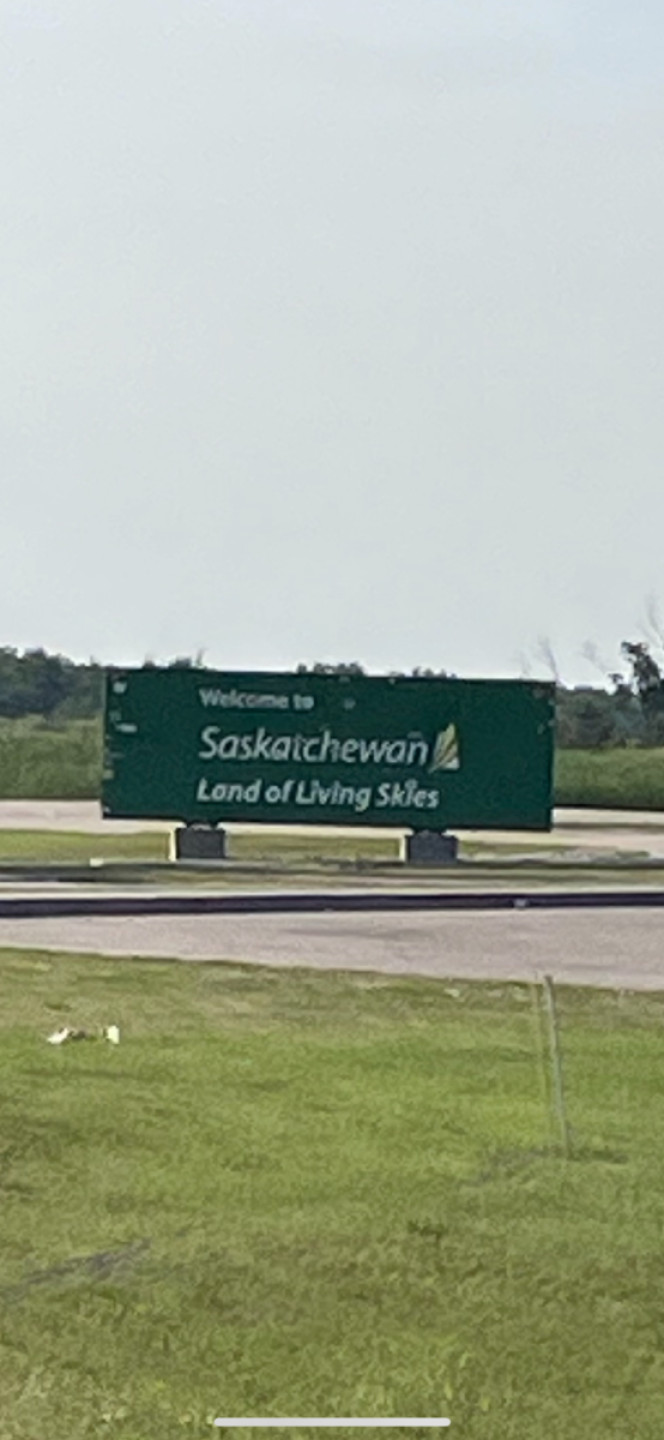 Welcome to
Saskatchewan
Land of Living Skies